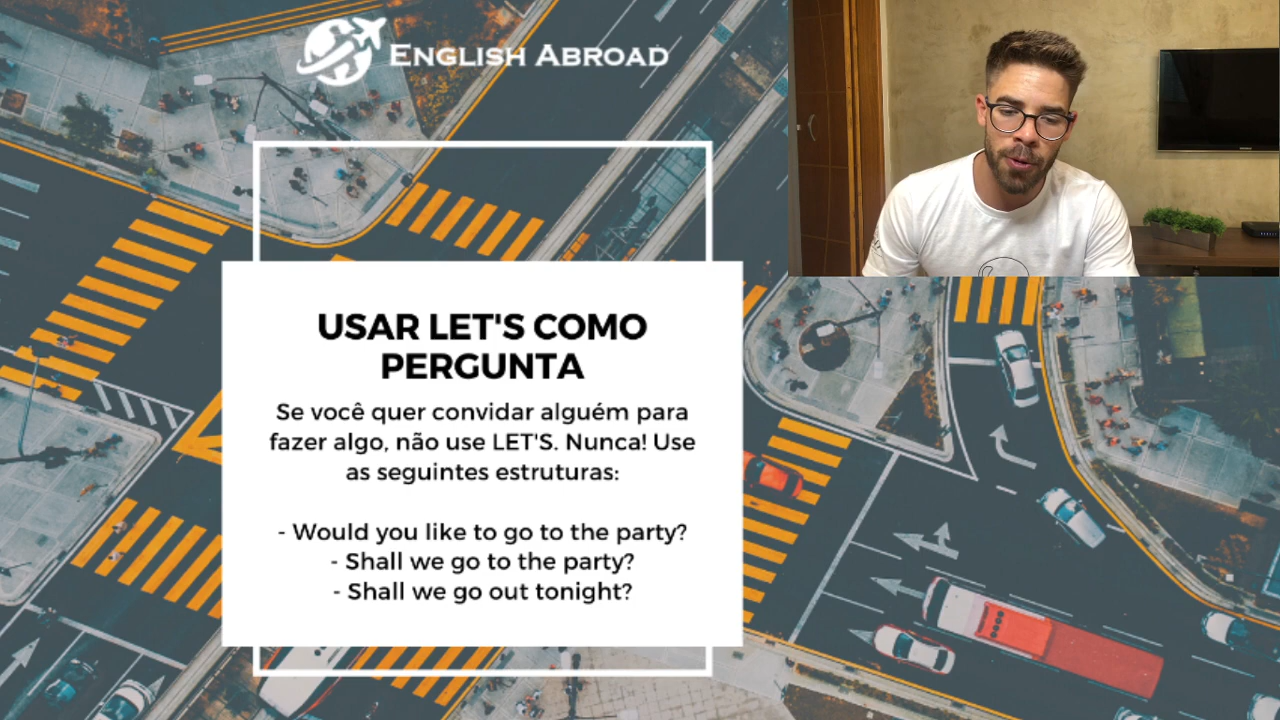 ENGLISH ABROAD
USAR LET'S COMO
PERGUNTA
Se você quer convidar alguém para
fazer algo, não use LET'S. Nunca! Use
as seguintes estruturas:
- Would you like to go to the party?
- Shall we go to the party?
- Shall we go out tonight?